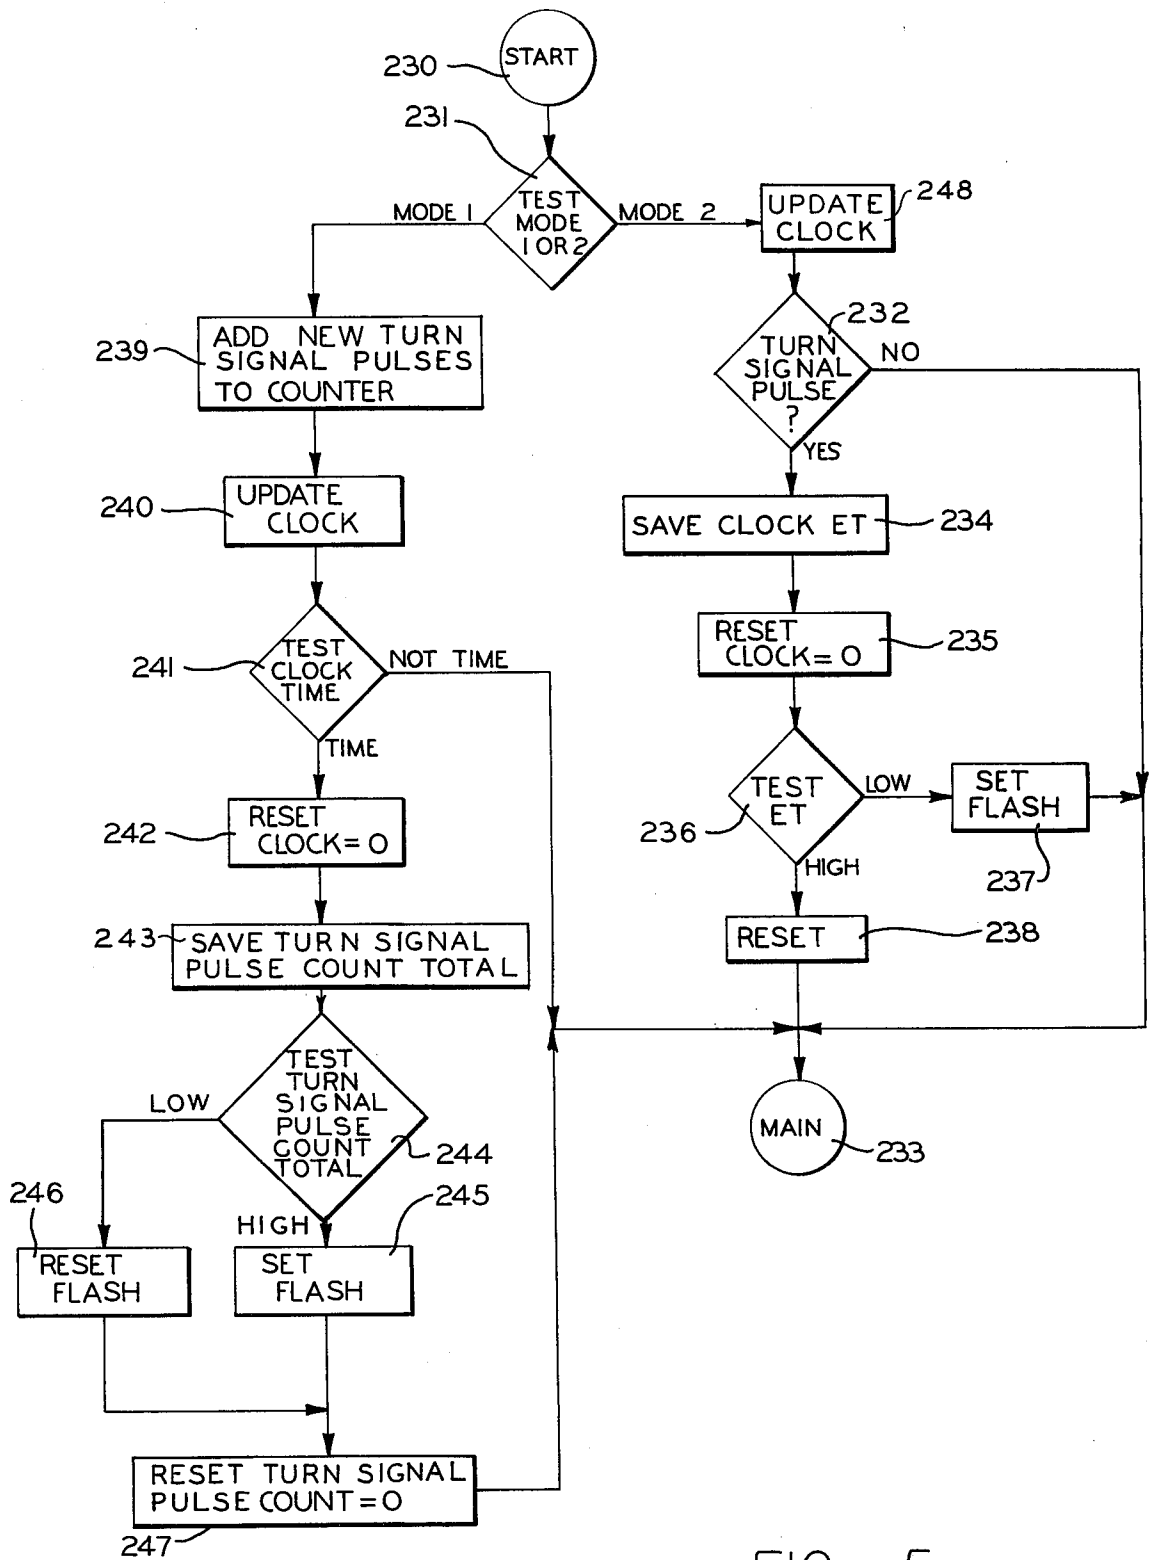 START
230
231
TEST
MODE
1 OR 2
MODE 1
MODE 2
UPDATE
CLOCK
248
ADD NEW TURN
SIGNAL PULSES
TO COUNTER
239
232
TURN
SIGNAL
PULSE
?
NO
YES
UPDATE
CLOCK
240
SAVE CLOCK ET
234
TEST
CLOCK
TIME
241
NOT TIME
TIME
RESET
CLOCK = 0
235
RESET
CLOCK = 0
242
TEST
ET
236
LOW
SET
FLASH
237
HIGH
243
SAVE TURN SIGNAL
PULSE COUNT TOTAL
RESET
238
TEST
TURN
SIGNAL
PULSE
COUNT
TOTAL
244
LOW
MAIN
233
246
HIGH
245
RESET
FLASH
SET
FLASH
RESET TURN SIGNAL
PULSE COUNT = 0
247